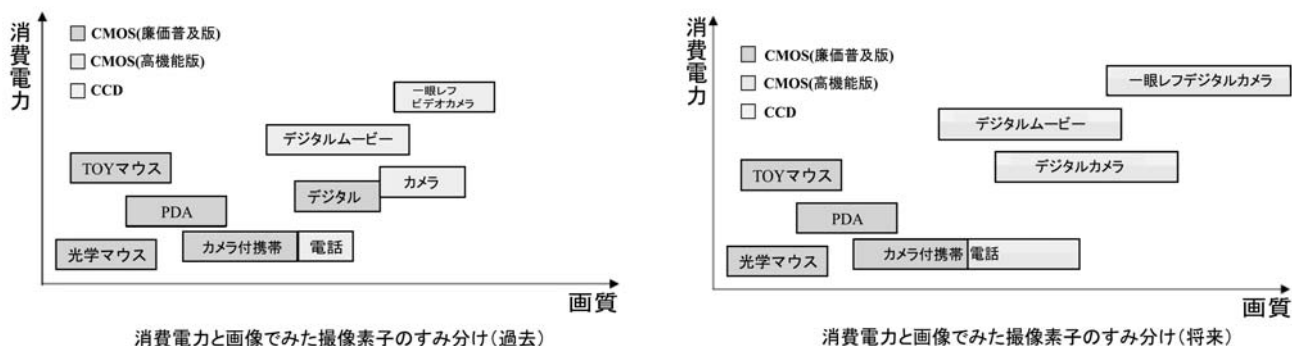 消費電力
CMOS(廉価普及版)
CMOS(高機能版)
CCD
一眼レフ
ビデオカメラ
デジタルムービー
TOYマウス
カメラ
デジタル
PDA
光学マウス
カメラ付携帯
電話
画質
消費電力と画像でみた撮像素子のすみ分け(過去)
消費電力
CMOS(廉価普及版)
CMOS(高機能版)
CCD
一眼レフデジタルカメラ
デジタルムービー
デジタルカメラ
TOYマウス
PDA
光学マウス
カメラ付携帯
電話
画質
消費電力と画像でみた撮像素子のすみ分け(将来)